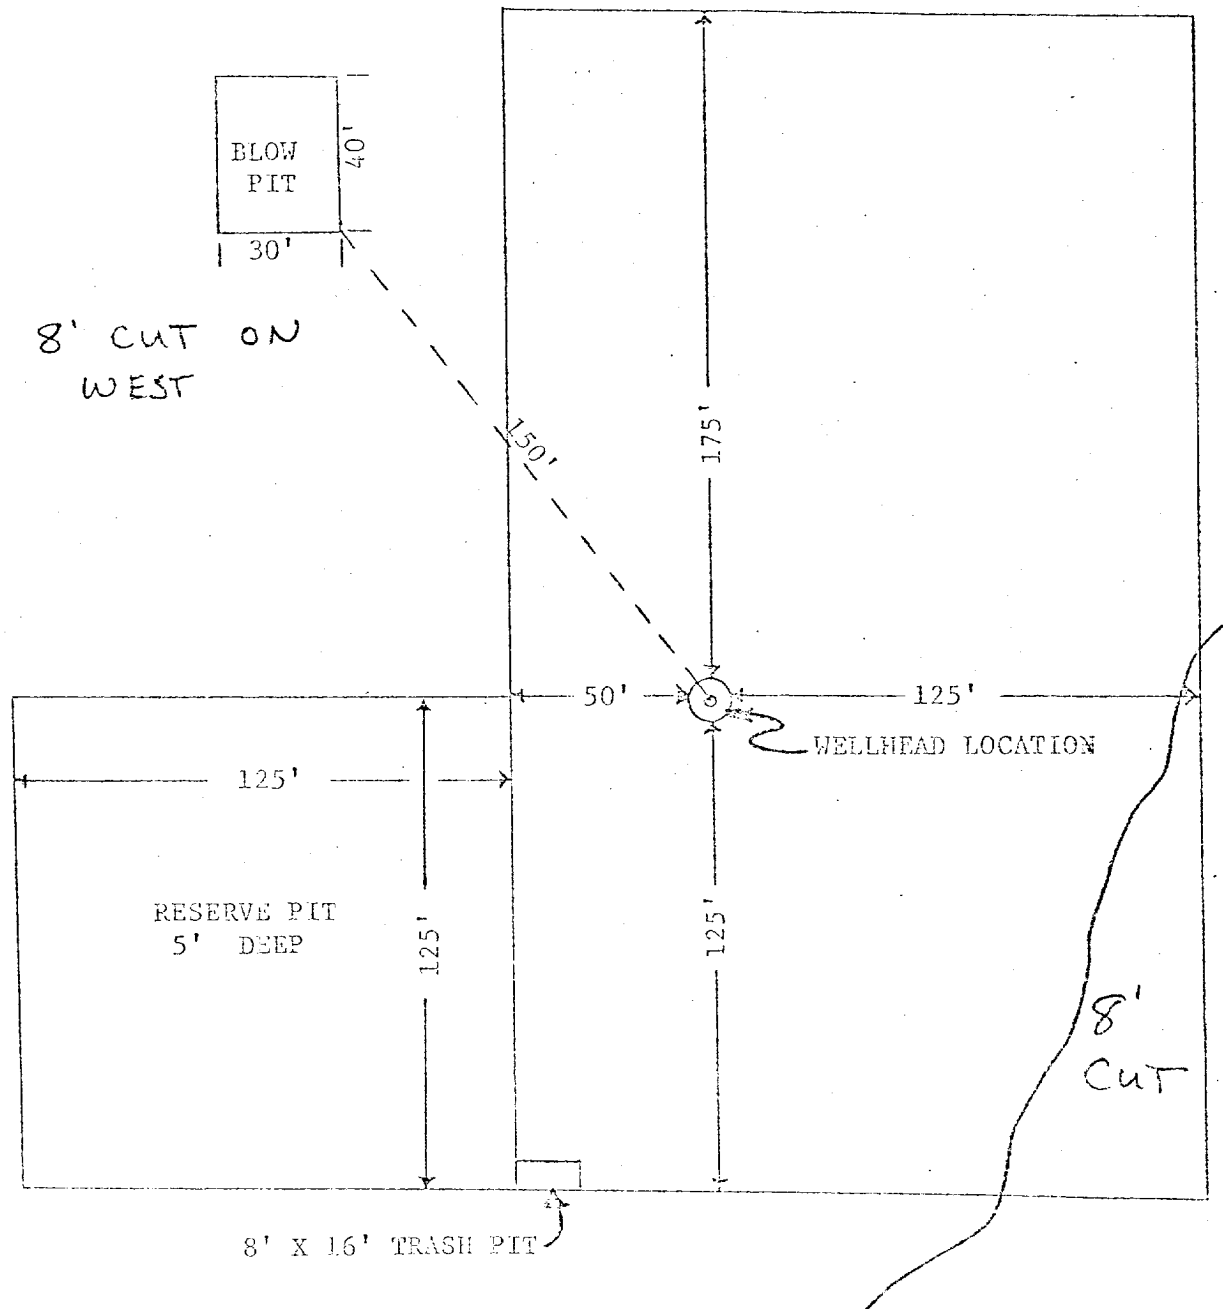 BLOW
PIT
40'
30'
8' CUT ON
WEST
150'
175'
50'
125'
WELLHEAD LOCATION
125'
RESERVE PIT
5' DEEP
125'
125'
8'
CUT
8' X 16' TRASH PIT